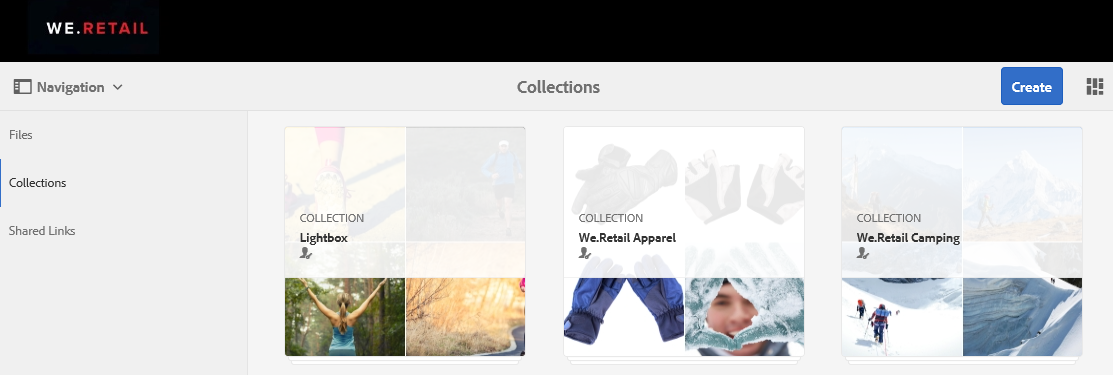 WE.RETAIL
Navigation
Collections
Create
Files
Collections
Shared Links
COLLECTION
Lightbox
COLLECTION
We.Retail Apparel
COLLECTION
We.Retail Camping